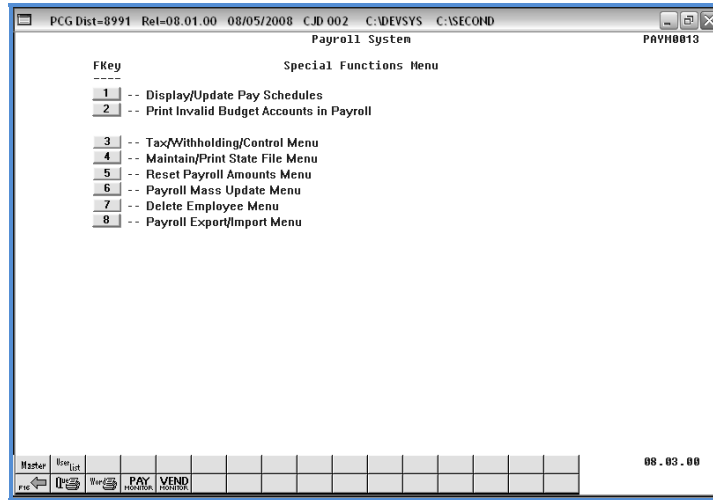 PCG Dist=8991 Rel=08.01.00 08/05/2008 CJD 002 C:\DEVSYS C:\SECOND
Payroll System PAYM0013
FKey Special Functions Menu
----
1 -- Display/Update Pay Schedules
2 -- Print Invalid Budget Accounts in Payroll
3 -- Tax/Withholding/Control Menu
4 -- Maintain/Print State File Menu
5 -- Reset Payroll Amounts Menu
6 -- Payroll Mass Update Menu
7 -- Delete Employee Menu
8 -- Payroll Export/Import Menu
Master User List 08.03.00
F16 Que Word PAY MONITOR VEND MONITOR